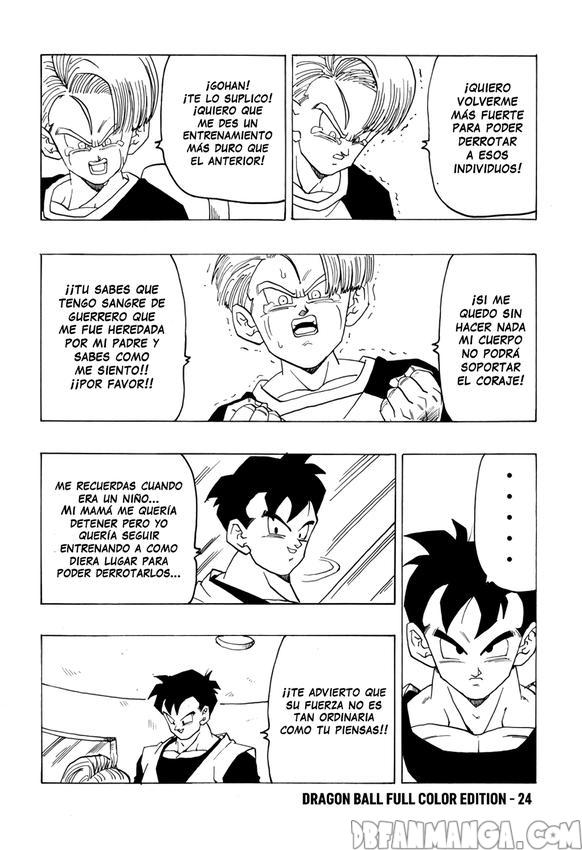 ¡QUIERO
VOLVERME
MÁS FUERTE
PARA PODER
DERROTAR
A ESOS
INDIVIDUOS!
¡GOHAN!
¡TE LO SUPLICO!
¡QUIERO QUE
ME DES UN
ENTRENAMIENTO
MÁS DURO QUE
EL ANTERIOR!
¡SI ME
QUEDO SIN
HACER NADA
MI CUERPO
NO PODRÁ
SOPORTAR
EL CORAJE!
¡¡TU SABES QUE
TENGO SANGRE DE
GUERRERO QUE
ME FUE HEREDADA
POR MI PADRE Y
SABES COMO
ME SIENTO!!
¡¡POR FAVOR!!
.....
ME RECUERDAS CUANDO
ERA UN NIÑO...
MI MAMÁ ME QUERÍA
DETENER PERO YO
QUERÍA SEGUIR
ENTRENANDO A COMO
DIERA LUGAR PARA
PODER DERROTARLOS...
¡¡TE ADVIERTO QUE
SU FUERZA NO ES
TAN ORDINARIA
COMO TU PIENSAS!!
DRAGON BALL FULL COLOR EDITION - 24
DBFANMANGA.COM